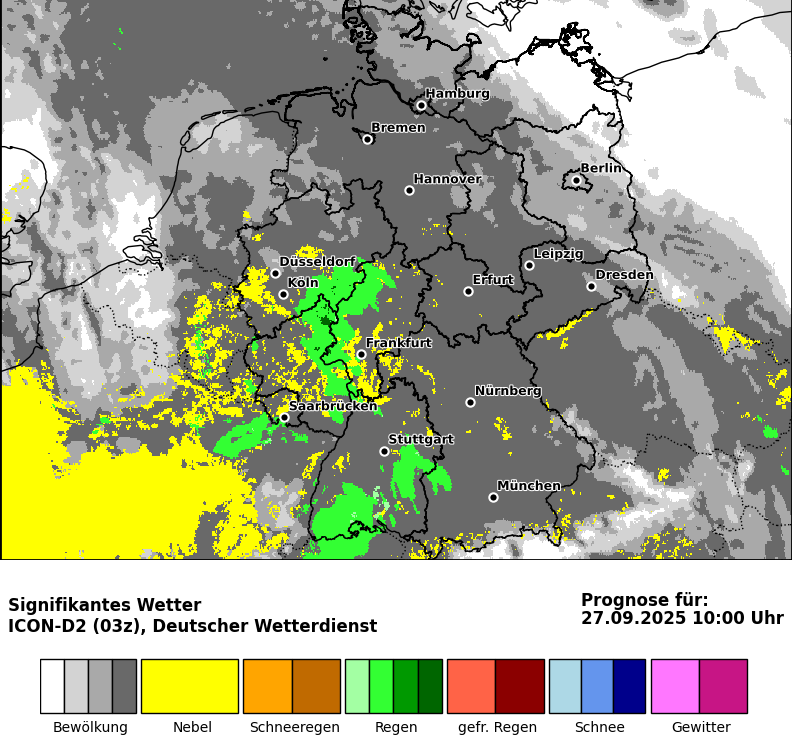 Hamburg
Bremen
Berlin
Hannover
Leipzig
Düsseldorf
Dresden
Köln
Erfurt
Frankfurt
Nürnberg
Saarbrücken
Stuttgart
München
Signifikantes Wetter
ICON-D2 (03z), Deutscher Wetterdienst
Prognose für:
27.09.2025 10:00 Uhr
Bewölkung
Nebel
Schneeregen
Regen
gefr. Regen
Schnee
Gewitter